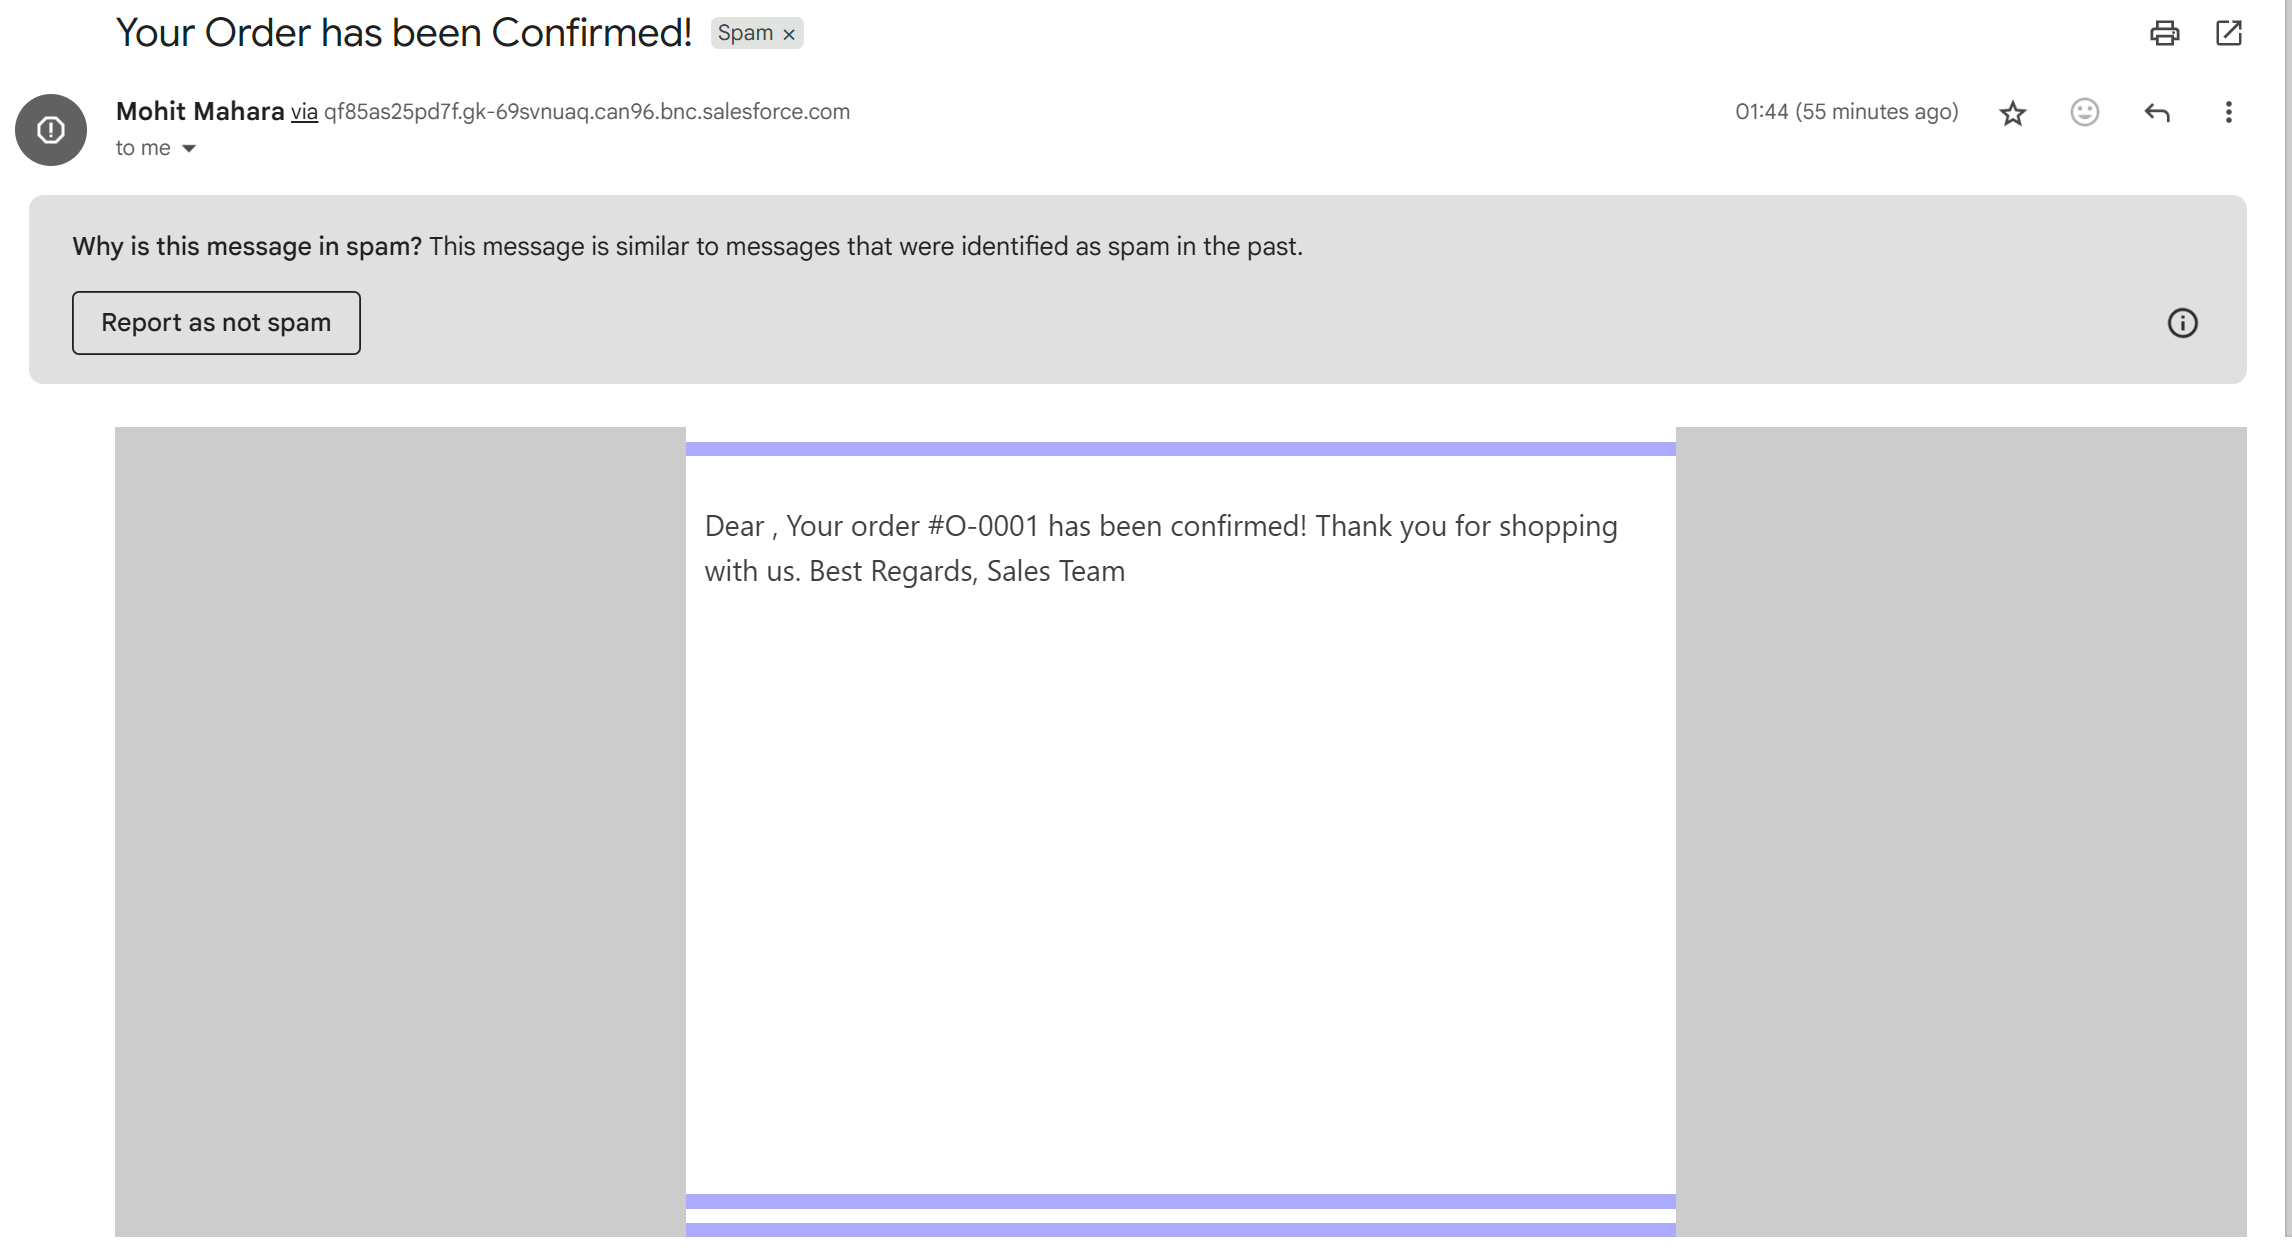 Your Order has been Confirmed! Spam ×
Mohit Mahara via qf85as25pd7f.gk-69svnuaq.can96.bnc.salesforce.com 01:44 (55 minutes ago)
to me
Why is this message in spam? This message is similar to messages that were identified as spam in the past.
Report as not spam
Dear , Your order #O-0001 has been confirmed! Thank you for shopping
with us. Best Regards, Sales Team